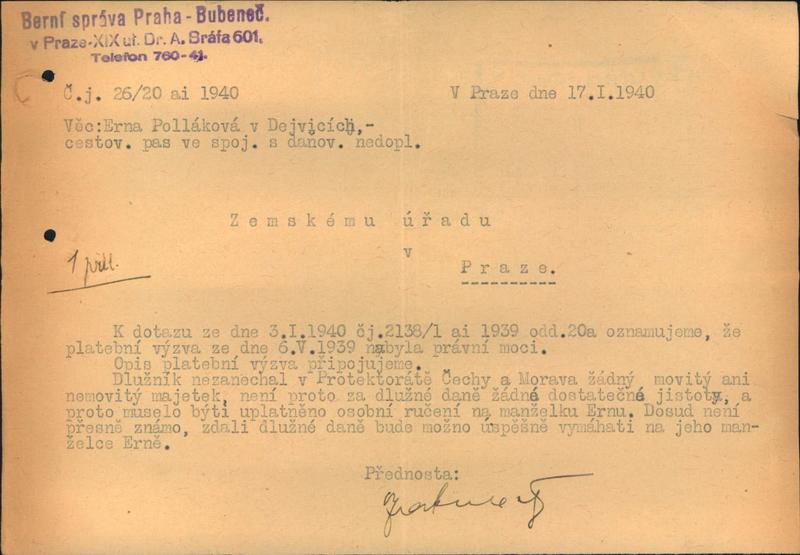 Berní správa Praha-Bubeneč.
v Praze-XIX ul. Dr. A. Bráfa 601.
Telefon 760-41.
Č.j. 26/20 ai 1940
V Praze dne 17.I.1940
Věc:Erna Polláková v Dejvicích,-
cestov. pas ve spoj. s daňov. nedopl.
Zemskému úřadu
v
Praze.
1 příl.
K dotazu ze dne 3.I.1940 čj.2138/1 ai 1939 odd.20a oznamujeme, že
platební výzva ze dne 6.V.1939 nabyla právní moci.
Opis platební výzva připojujeme.
Dlužník nezanechal v Protektorátě Čechy a Morava žádný movitý ani
nemovitý majetek, není proto za dlužné daně žádná dostatečná jistota, a
proto muselo býti uplatněno osobní ručení na manželku Ernu. Dosud není
přesně známo, zdali dlužné daně bude možno úspěšně vymáhati na jeho man-
želce Erně.
Přednosta: